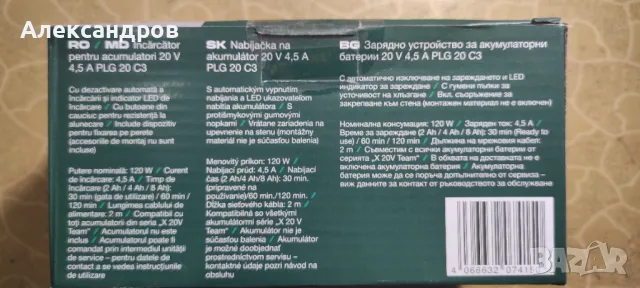 Александров
RO / MD Încărcător
pentru acumulatori 20 V
4,5 A PLG 20 C3
Cu dezactivare automată a
încărcării și indicator LED de
încărcare / Cu butoane din
cauciuc pentru rezistență la
alunecare / Include dispozitiv
pentru fixarea pe perete
(accesoriile de montaj nu sunt
incluse)
Putere nominală: 120 W / Curent
de încărcare: 4,5 A / Timp de
încărcare (2 Ah / 4 Ah / 8 Ah):
30 min (gata de utilizare) / 60 min
/ 120 min / Lungimea cablului de
alimentare: 2 m / Compatibil cu
toți acumulatorii din seria „X 20V
Team” / Acumulatorul nu este
inclus / Acumulatorul poate fi
comandat prin intermediul unității
de service – pentru datele de
contact a se vedea instrucțiunile
de utilizare
SK Nabíjačka na
akumulátor 20 V 4,5 A
PLG 20 C3
S automatickým vypnutím
nabíjania a LED ukazovateľom
nabitia akumulátora / S
protišmykovými gumovými
nopkami / Vrátane zariadenia na
upevnenie na stenu (montážny
materiál nie je súčasťou balenia)
Menovitý príkon: 120 W /
Nabíjací prúd: 4,5 A / Nabíjací
čas (2 Ah/4 Ah/8 Ah): 30 min.
(pripravené na
používanie)/60 min./120 min. /
Dĺžka sieťového kábla: 2 m /
Kompatibilná so všetkými
akumulátormi série „X 20V
Team“ / Akumulátor nie je
súčasťou balenia / Akumulátor
je možné doobjednať
prostredníctvom servisu –
kontaktné údaje pozri návod na
obsluhu
BG Зарядно устройство за акумулаторни
батерии 20 V 4,5 A PLG 20 C3
С автоматично изключване на зареждането и LED
индикатор за зареждане / С гумени пъпки за
устойчивост на хлъзгане / Вкл. съоръжение за
закрепване към стена (монтажен материал не е включен)
Номинална консумация: 120 W / Заряден ток: 4,5 A /
Време за зареждане (2 Ah / 4 Ah / 8 Ah): 30 min (Ready to
use) / 60 min / 120 min / Дължина на мрежовия кабел:
2 m / Съвместим с всички акумулаторни батерии от
серията „X 20V Team” / В обхвата на доставката не е
включена акумулаторна батерия / Акумулаторната
батерия може да се поръча допълнително от сервиза –
виж данните за контакт от ръководството за обслужване
BAZAR